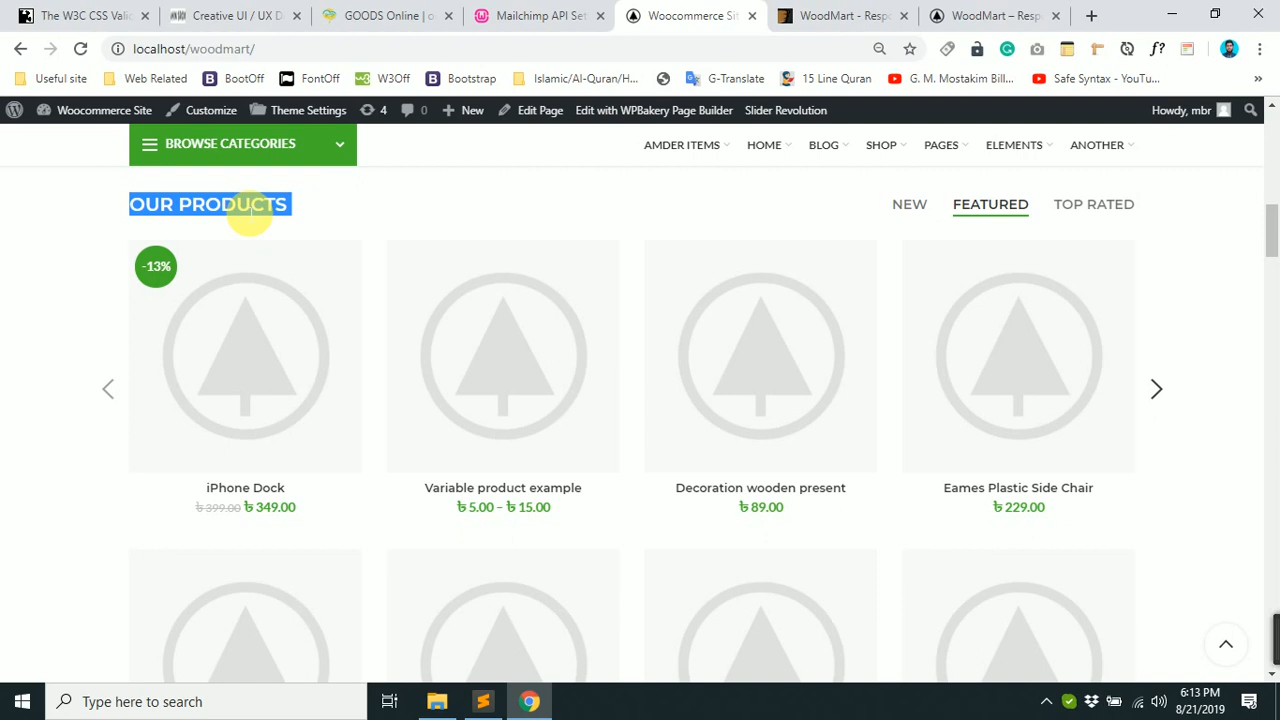 The W3C CSS Vali
Creative UI / UX D
GOODS Online | o
Mailchimp API Set
Woocommerce Sit
WoodMart - Respo
WoodMart – Respo
localhost/woodmart/
Useful site
Web Related
BootOff
FontOff
W3Off
Bootstrap
Islamic/Al-Quran/H...
G-Translate
15 Line Quran
G. M. Mostakim Bill...
Safe Syntax - YouTu...
Woocommerce Site
Customize
Theme Settings
4
0
New
Edit Page
Edit with WPBakery Page Builder
Slider Revolution
Howdy, mbr
BROWSE CATEGORIES
AMDER ITEMS
HOME
BLOG
SHOP
PAGES
ELEMENTS
ANOTHER
OUR PRODUCTS
NEW
FEATURED
TOP RATED
-13%
iPhone Dock
৳ 399.00 ৳ 349.00
Variable product example
৳ 5.00 – ৳ 15.00
Decoration wooden present
৳ 89.00
Eames Plastic Side Chair
৳ 229.00
Type here to search
6:13 PM
8/21/2019